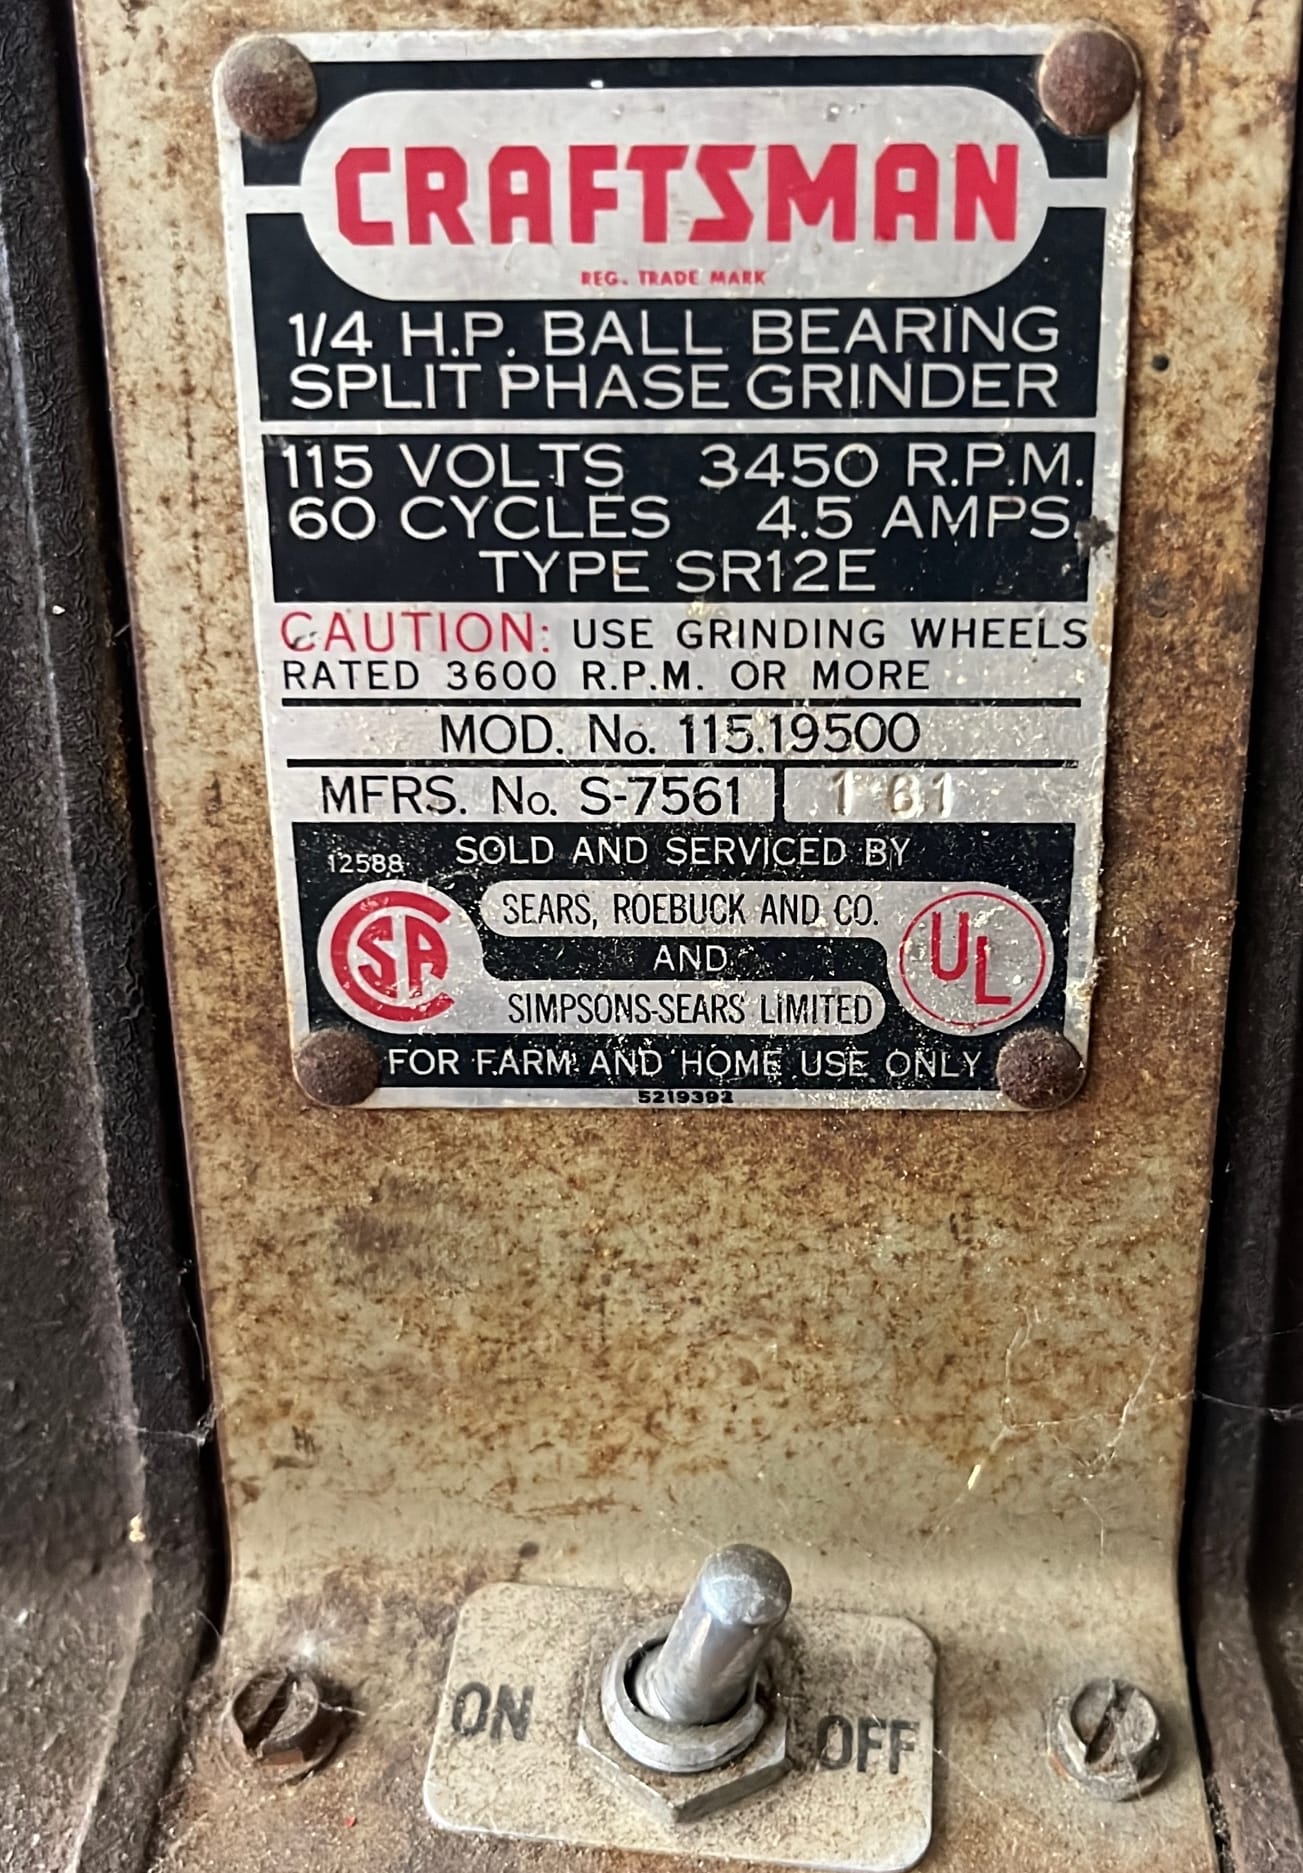 CRAFTSMAN
REG. TRADE MARK
1/4 H.P. BALL BEARING
SPLIT PHASE GRINDER
115 VOLTS 3450 R.P.M.
60 CYCLES 4.5 AMPS.
TYPE SR12E
CAUTION: USE GRINDING WHEELS
RATED 3600 R.P.M. OR MORE
MOD. No. 115.19500
MFRS. No. S-7561 1 61
SOLD AND SERVICED BY
12588
CSA
SEARS, ROEBUCK AND CO.
AND
SIMPSONS-SEARS LIMITED
UL
FOR FARM AND HOME USE ONLY
5219392
ON OFF